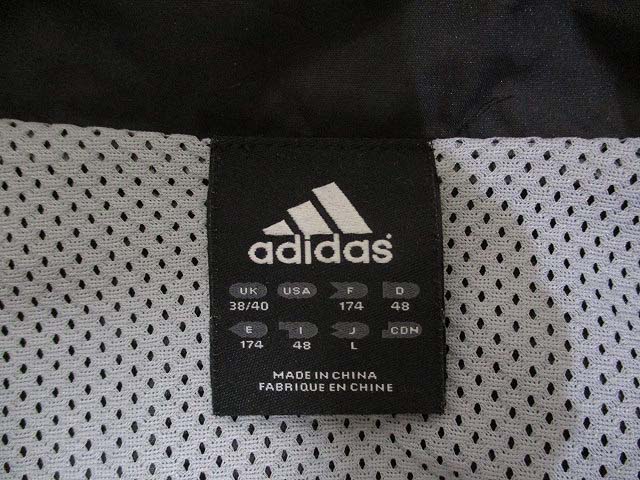 adidas
UK USA F D
38/40 174 48
E I J CDN
174 48 L
MADE IN CHINA
FABRIQUE EN CHINE